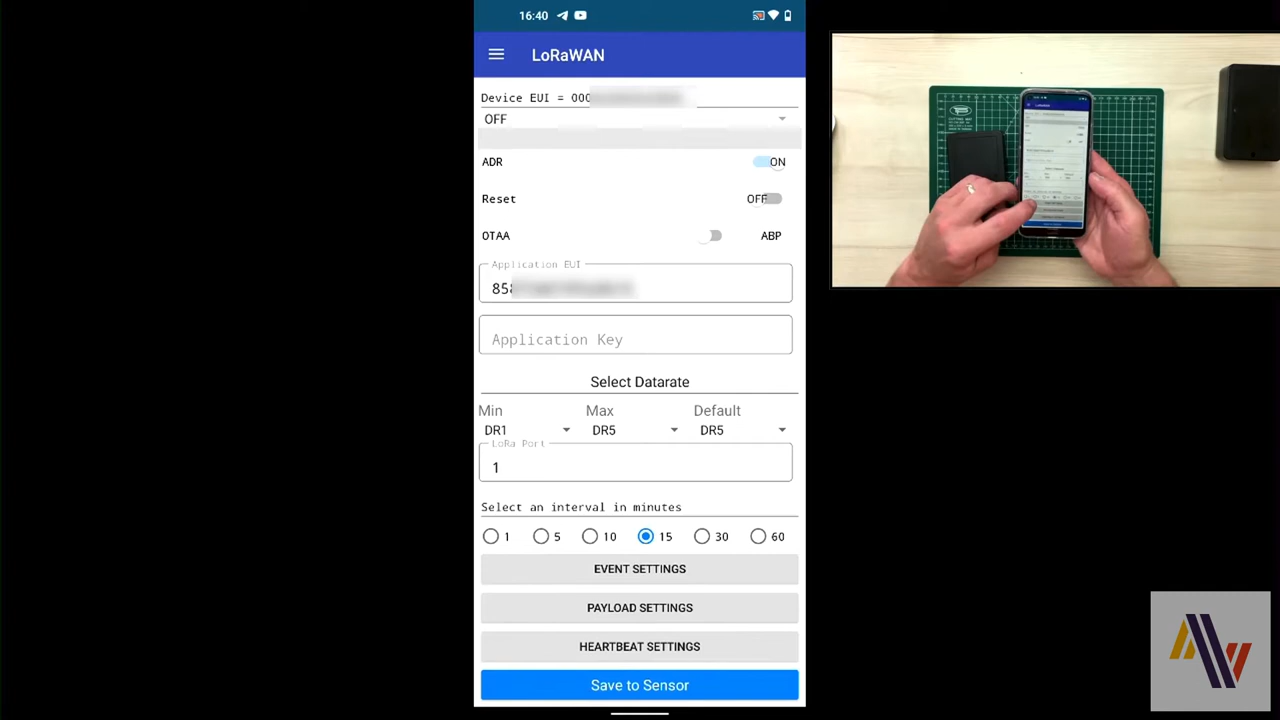 16:40
LoRaWAN
Device EUI = 000
OFF
ADR
ON
Reset
OFF
OTAA
ABP
Application EUI
858
Application Key
Select Datarate
Min
Max
Default
DR1
DR5
DR5
LoRa Port
1
Select an interval in minutes
1
5
10
15
30
60
EVENT SETTINGS
PAYLOAD SETTINGS
HEARTBEAT SETTINGS
Save to Sensor